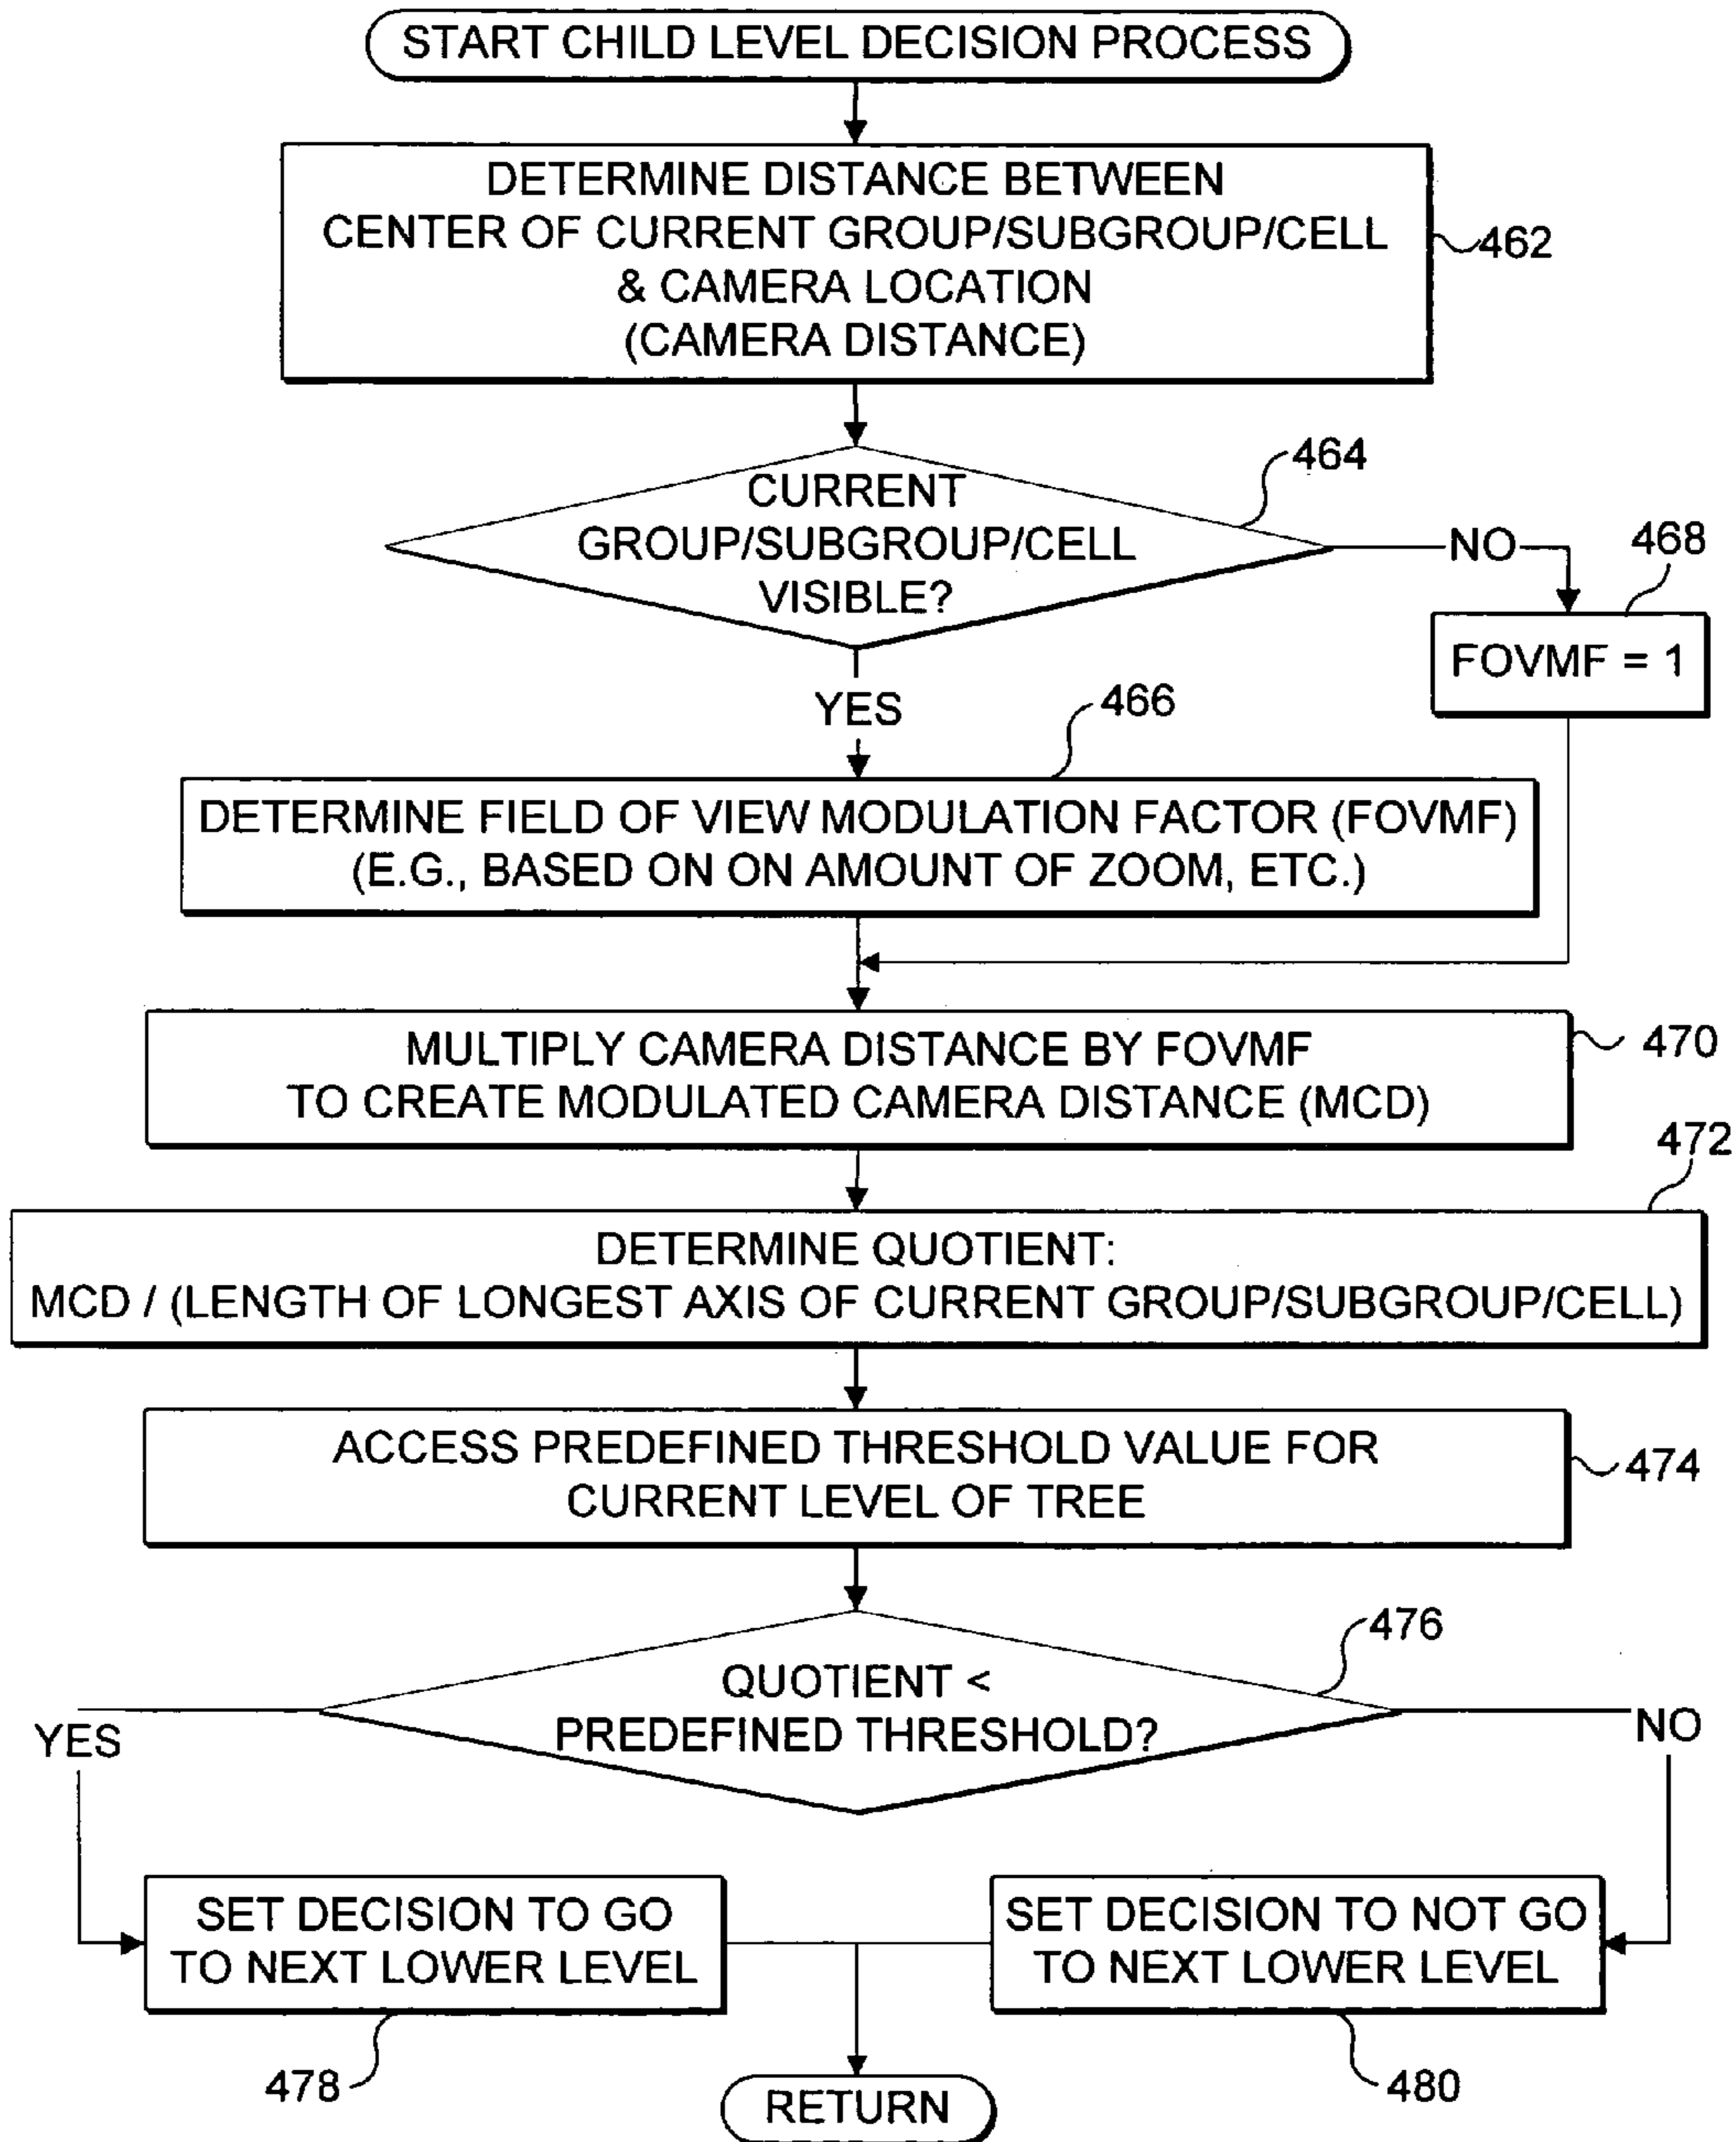 START CHILD LEVEL DECISION PROCESS
DETERMINE DISTANCE BETWEEN
CENTER OF CURRENT GROUP/SUBGROUP/CELL
& CAMERA LOCATION
(CAMERA DISTANCE)
462
464
CURRENT
GROUP/SUBGROUP/CELL
VISIBLE?
NO
468
FOVMF = 1
YES
466
DETERMINE FIELD OF VIEW MODULATION FACTOR (FOVMF)
(E.G., BASED ON ON AMOUNT OF ZOOM, ETC.)
MULTIPLY CAMERA DISTANCE BY FOVMF
TO CREATE MODULATED CAMERA DISTANCE (MCD)
470
472
DETERMINE QUOTIENT:
MCD / (LENGTH OF LONGEST AXIS OF CURRENT GROUP/SUBGROUP/CELL)
ACCESS PREDEFINED THRESHOLD VALUE FOR
CURRENT LEVEL OF TREE
474
476
QUOTIENT <
PREDEFINED THRESHOLD?
YES
NO
SET DECISION TO GO
TO NEXT LOWER LEVEL
SET DECISION TO NOT GO
TO NEXT LOWER LEVEL
478
480
RETURN